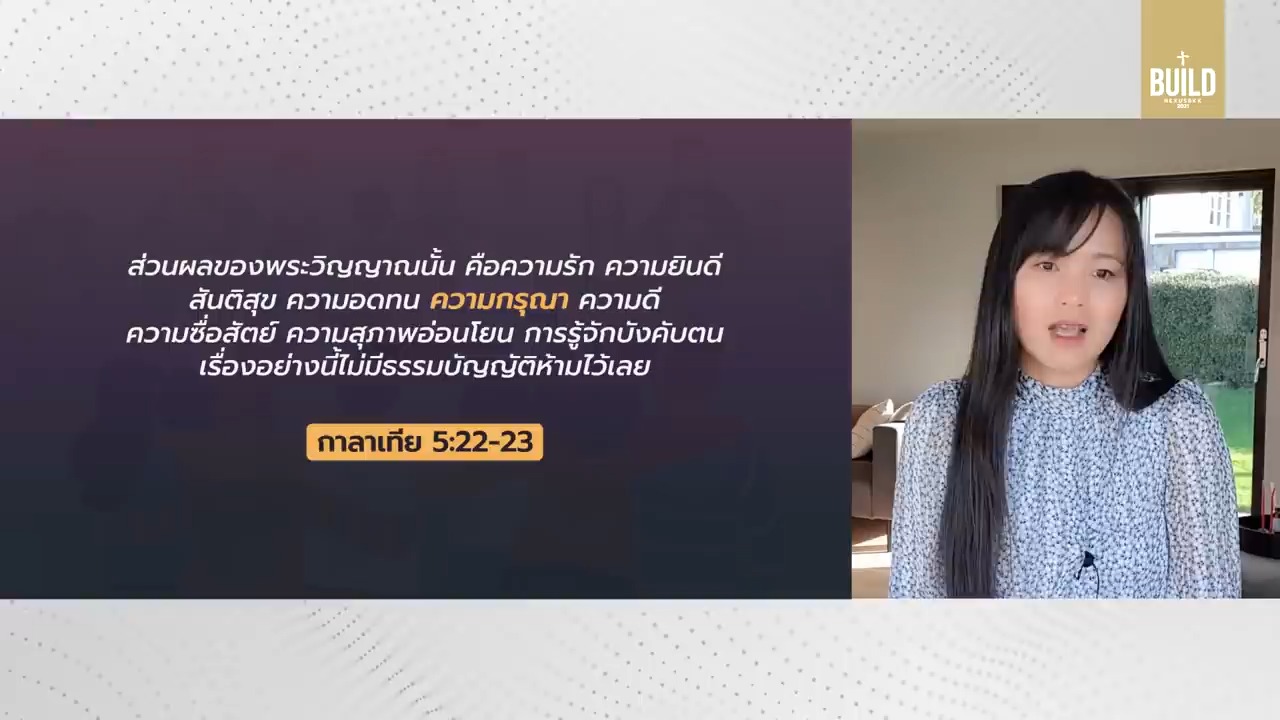 BUILD
NEXUSBKK
2021
ส่วนผลของพระวิญญาณนั้น คือความรัก ความยินดี
สันติสุข ความอดทน ความกรุณา ความดี
ความซื่อสัตย์ ความสุภาพอ่อนโยน การรู้จักบังคับตน
เรื่องอย่างนี้ไม่มีธรรมบัญญัติห้ามไว้เลย
กาลาเทีย 5:22-23